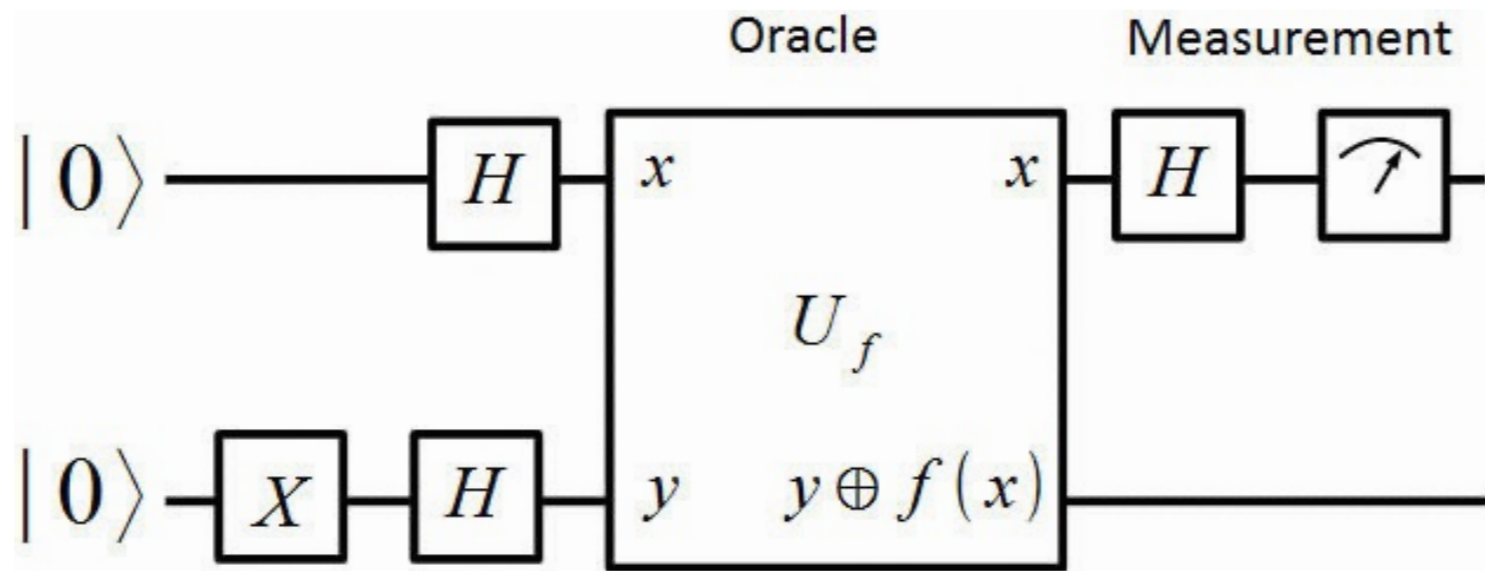 Oracle Measurement
|0⟩ H x x H
U_f
|0⟩ X H y y ⊕ f(x)